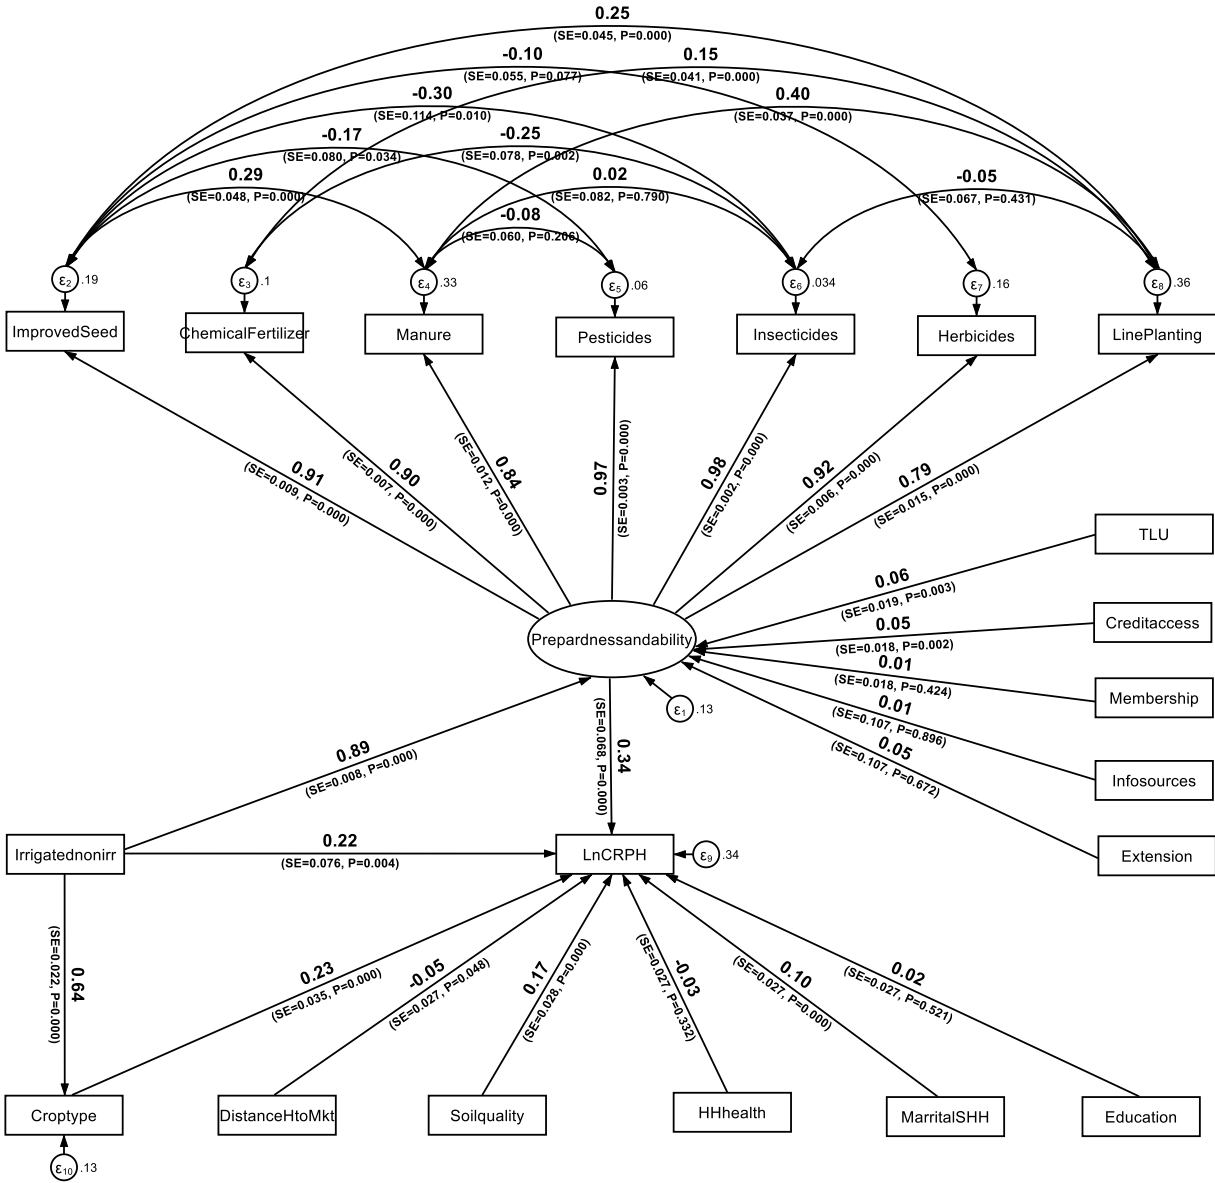 0.25
(SE=0.045, P=0.000)
-0.10
(SE=0.055, P=0.077)
0.15
(SE=0.041, P=0.000)
-0.30
(SE=0.114, P=0.010)
0.40
(SE=0.037, P=0.000)
-0.17
(SE=0.080, P=0.034)
-0.25
(SE=0.078, P=0.002)
0.29
(SE=0.048, P=0.000)
0.02
(SE=0.082, P=0.790)
-0.05
(SE=0.067, P=0.431)
-0.08
(SE=0.060, P=0.206)
ε2 .19
ε3 .1
ε4 .33
ε5 .06
ε6 .034
ε7 .16
ε8 .36
ImprovedSeed
ChemicalFertilizer
Manure
Pesticides
Insecticides
Herbicides
LinePlanting
0.91
(SE=0.009, P=0.000)
0.90
(SE=0.007, P=0.000)
0.84
(SE=0.012, P=0.000)
0.97
(SE=0.003, P=0.000)
0.98
(SE=0.002, P=0.000)
0.92
(SE=0.006, P=0.000)
0.79
(SE=0.015, P=0.000)
TLU
0.06
(SE=0.019, P=0.003)
Creditaccess
0.05
(SE=0.018, P=0.002)
Prepardnessandability
0.01
(SE=0.018, P=0.424)
Membership
ε1 .13
0.01
(SE=0.107, P=0.896)
Infosources
0.05
(SE=0.107, P=0.672)
Extension
0.89
(SE=0.008, P=0.000)
0.34
(SE=0.068, P=0.000)
Irrigatednonirr
0.22
(SE=0.076, P=0.004)
LnCRPH
ε9 .34
0.64
(SE=0.022, P=0.000)
0.23
(SE=0.035, P=0.000)
-0.05
(SE=0.027, P=0.048)
0.17
(SE=0.028, P=0.000)
-0.03
(SE=0.027, P=0.332)
0.10
(SE=0.027, P=0.000)
0.02
(SE=0.027, P=0.521)
Croptype
DistanceHtoMkt
Soilquality
HHhealth
MarritalSHH
Education
ε10 .13